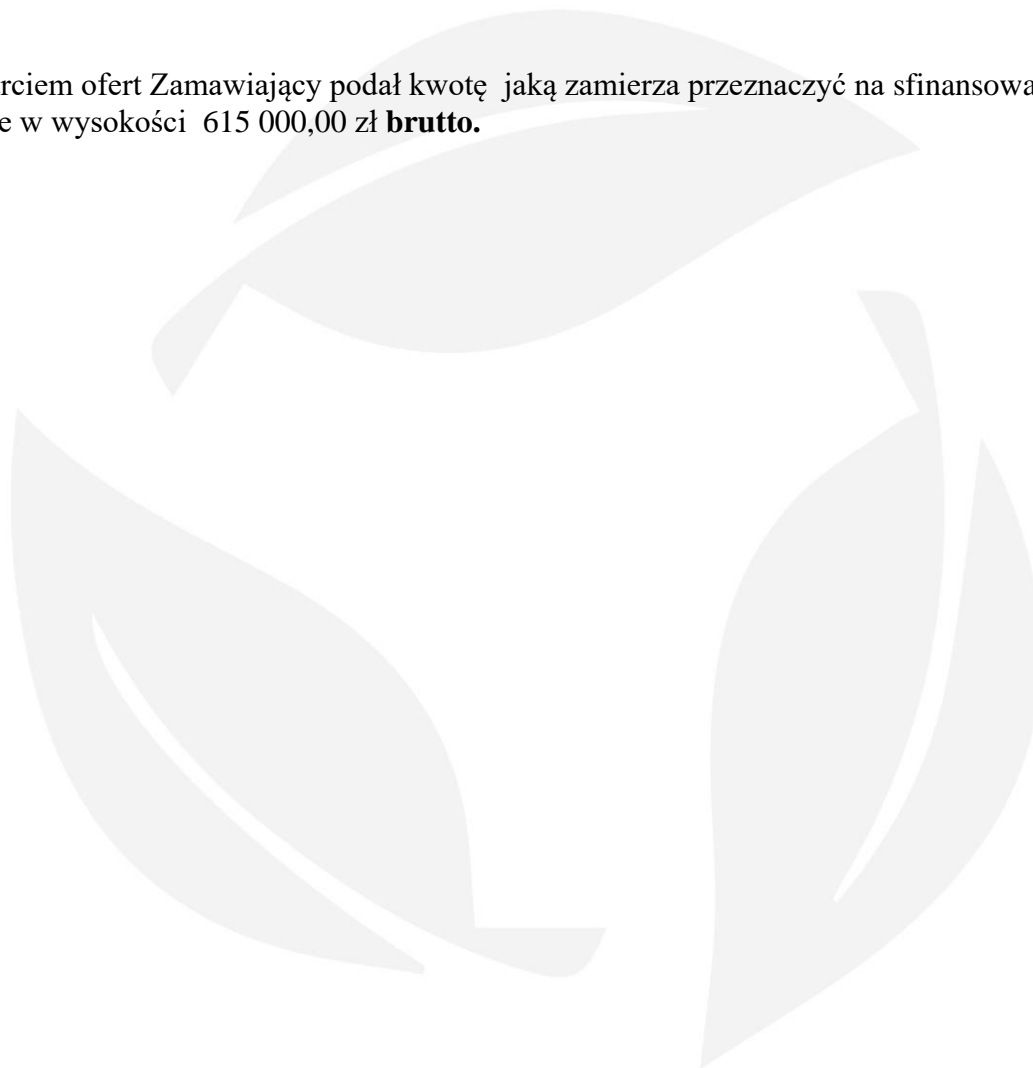 rciem ofert Zamawiający podał kwotę jaką zamierza przeznaczyć na sfinansowa
e w wysokości 615 000,00 zł brutto.